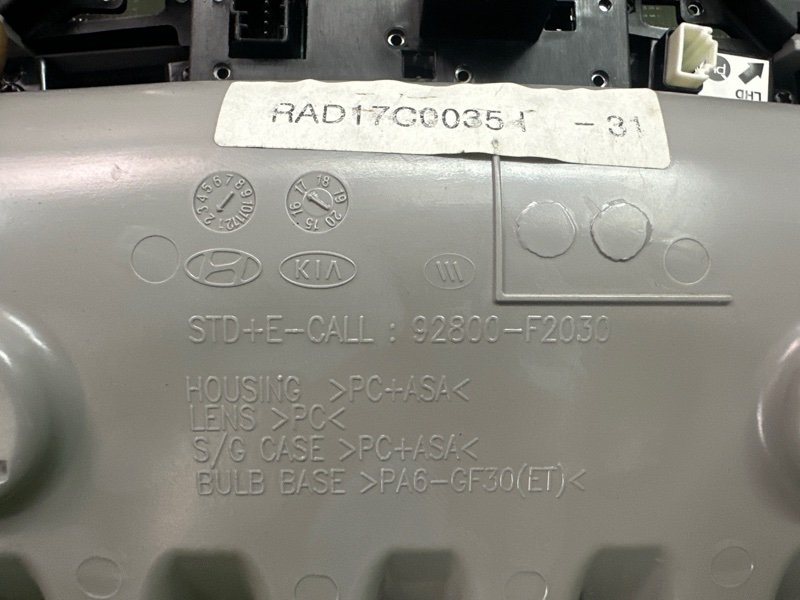 LHD
RAD17C00351 -31
4 5 6 7 8 9 10 11 12 1 2 3
15 16 17 18 19 20
KIA
STD+E-CALL : 92800-F2030
HOUSING >PC+ASA<
LENS >PC<
S/G CASE >PC+ASA<
BULB BASE >PA6-GF30(ET)<